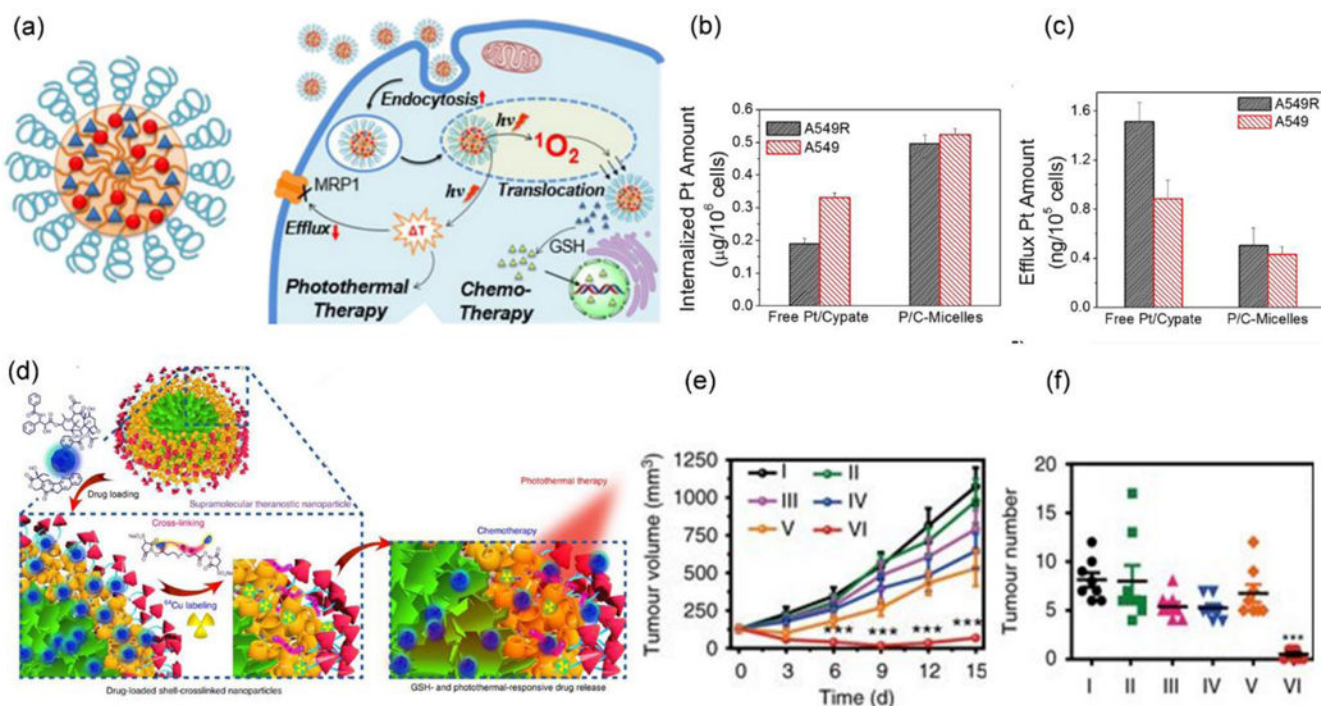 (a)
Endocytosis
hν
¹O₂
MRP1
hν
Translocation
Efflux
ΔT
GSH
Photothermal
Therapy
Chemo-
Therapy
(b)
Internalized Pt Amount
(μg/10⁶ cells)
0.6
0.5
0.4
0.3
0.2
0.1
0.0
A549R
A549
Free Pt/Cypate
P/C-Micelles
(c)
Efflux Pt Amount
(ng/10⁵ cells)
1.6
1.2
0.8
0.4
0.0
A549R
A549
Free Pt/Cypate
P/C-Micelles
(d)
Drug loading
Supramolecular theranostic nanoparticle
Cross-linking
⁶⁴Cu labeling
Drug-loaded shell-crosslinked nanoparticles
Chemotherapy
Photothermal therapy
GSH- and photothermal-responsive drug release
(e)
Tumour volume (mm³)
1250
1000
750
500
250
0
I
II
III
IV
V
VI
***
***
***
***
0
3
6
9
12
15
Time (d)
(f)
Tumour number
20
15
10
5
0
***
I
II
III
IV
V
VI